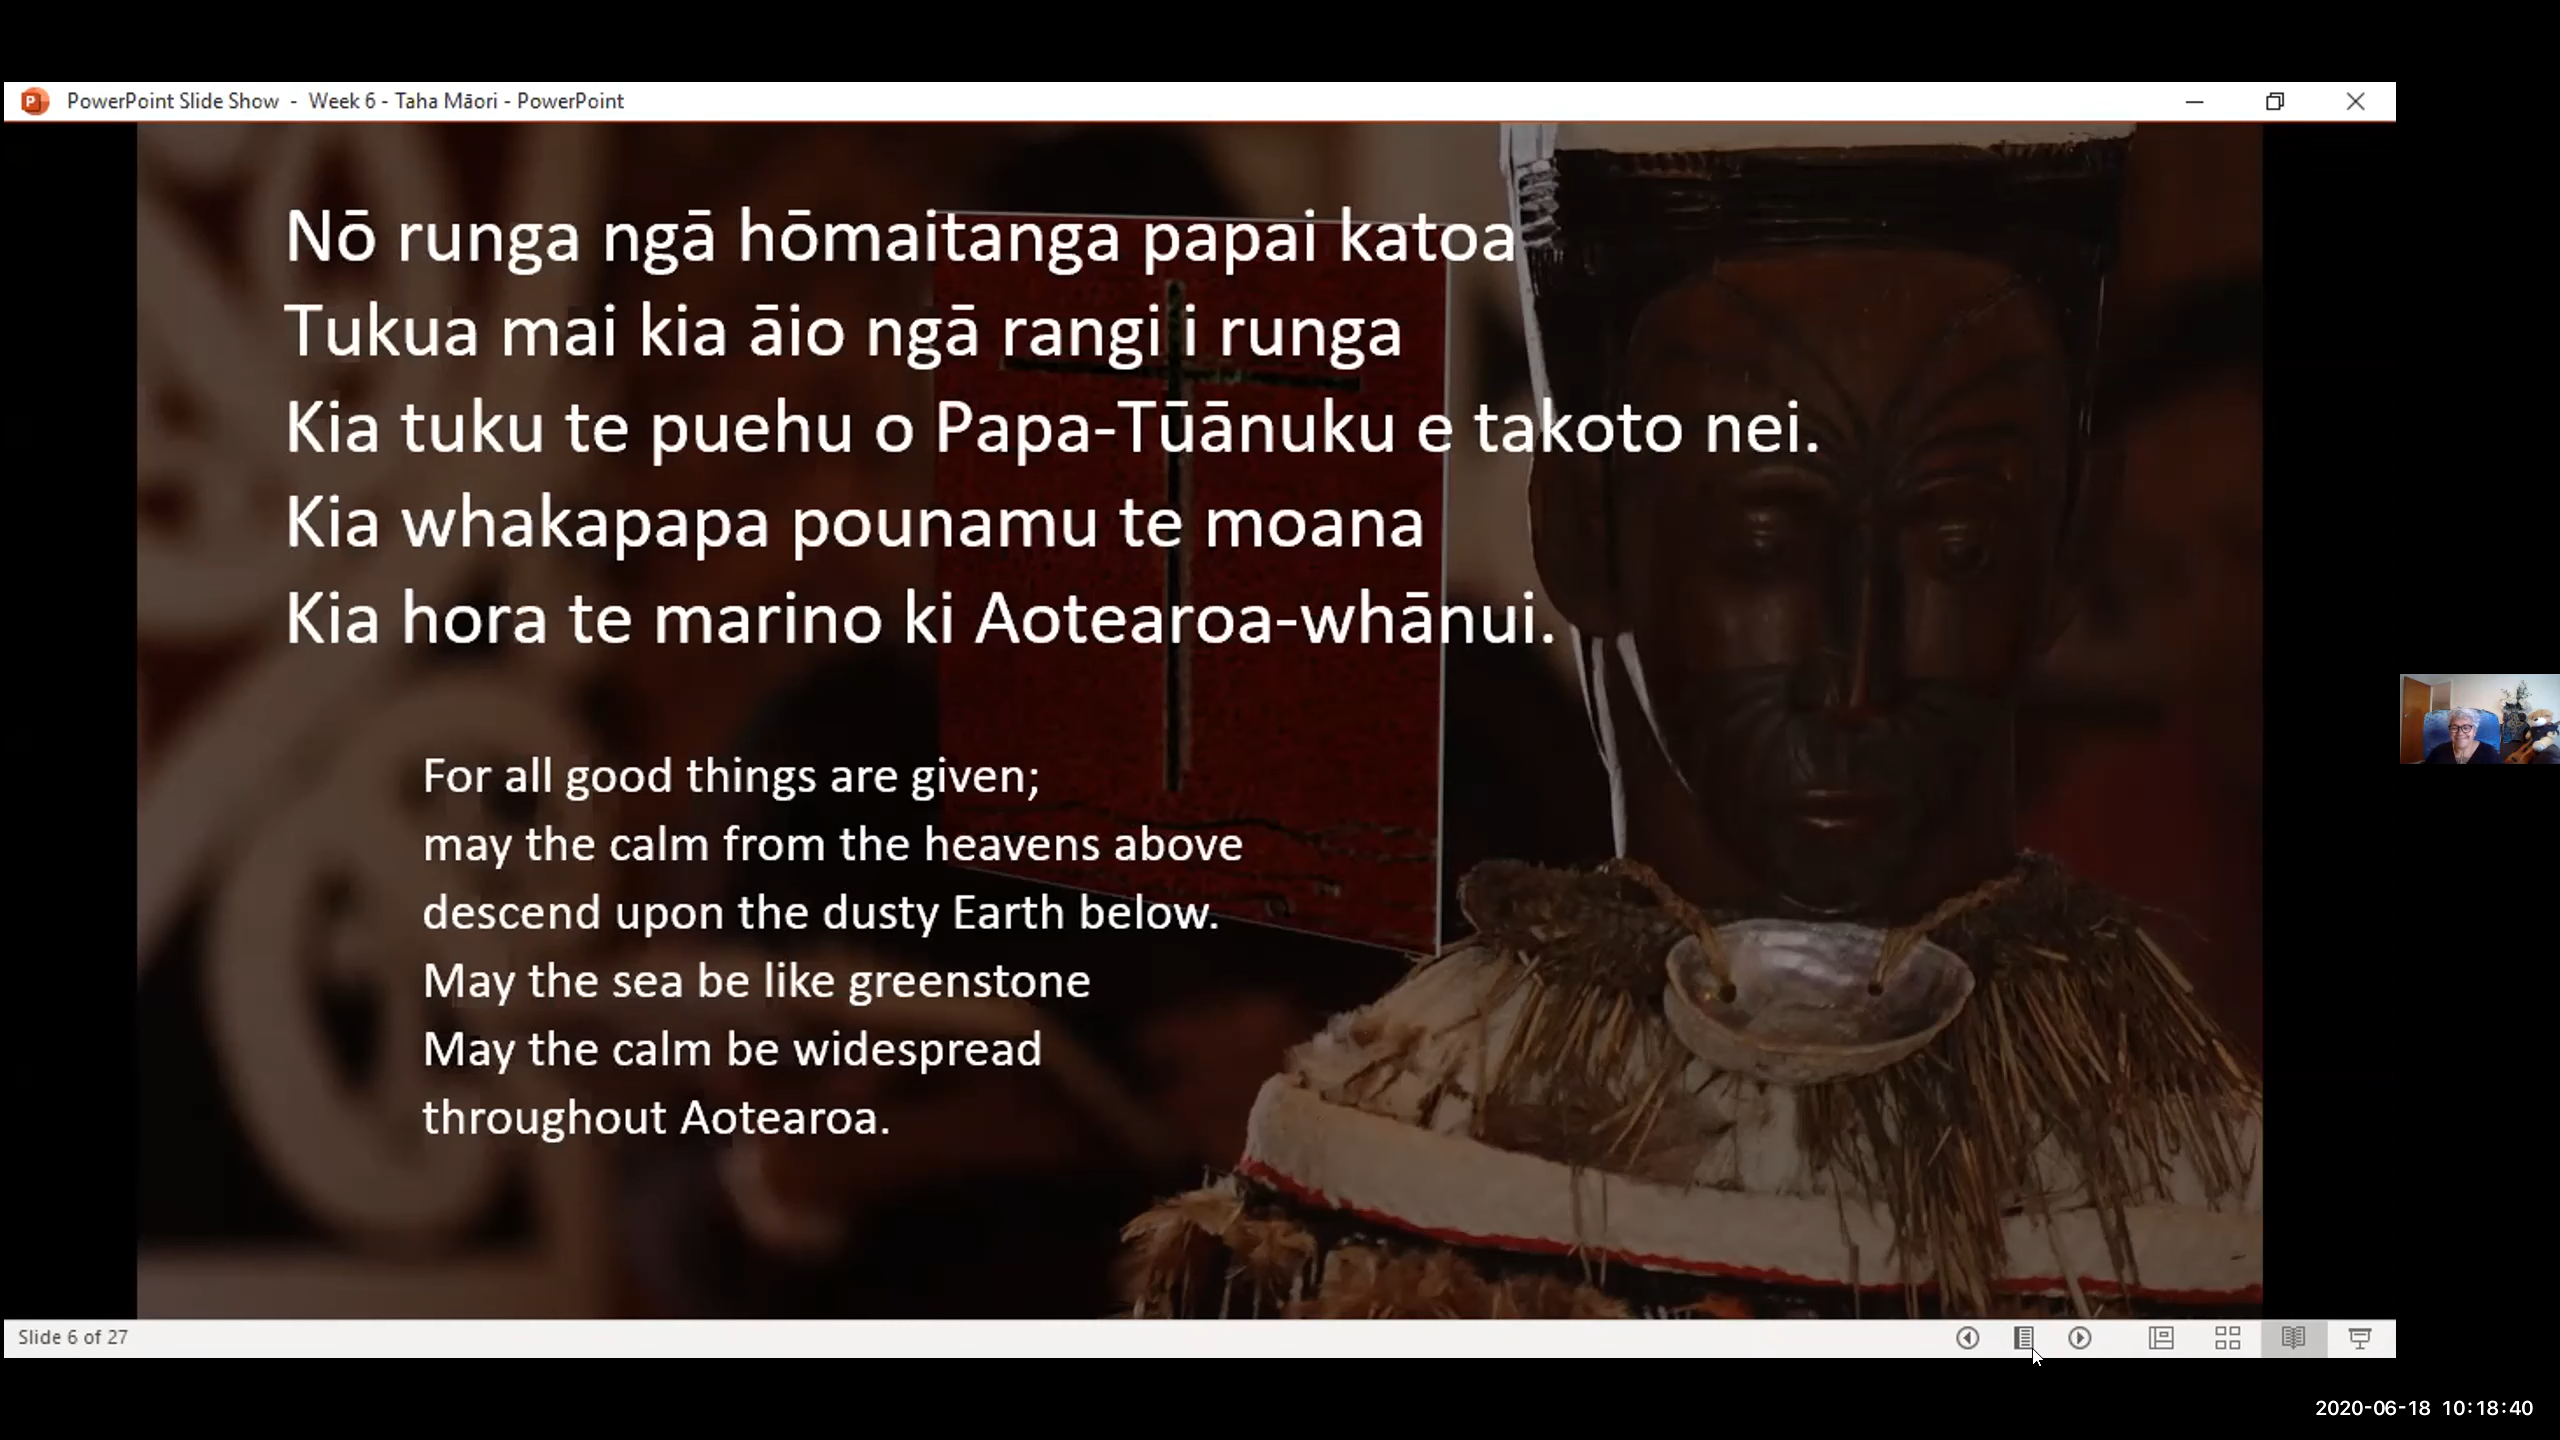 PowerPoint Slide Show - Week 6 - Taha Māori - PowerPoint
Nō runga ngā hōmaitanga papai katoa
Tukua mai kia āio ngā rangi i runga
Kia tuku te puehu o Papa-Tūānuku e takoto nei.
Kia whakapapa pounamu te moana
Kia hora te marino ki Aotearoa-whānui.
For all good things are given;
may the calm from the heavens above
descend upon the dusty Earth below.
May the sea be like greenstone
May the calm be widespread
throughout Aotearoa.
Slide 6 of 27
2020-06-18 10:18:40